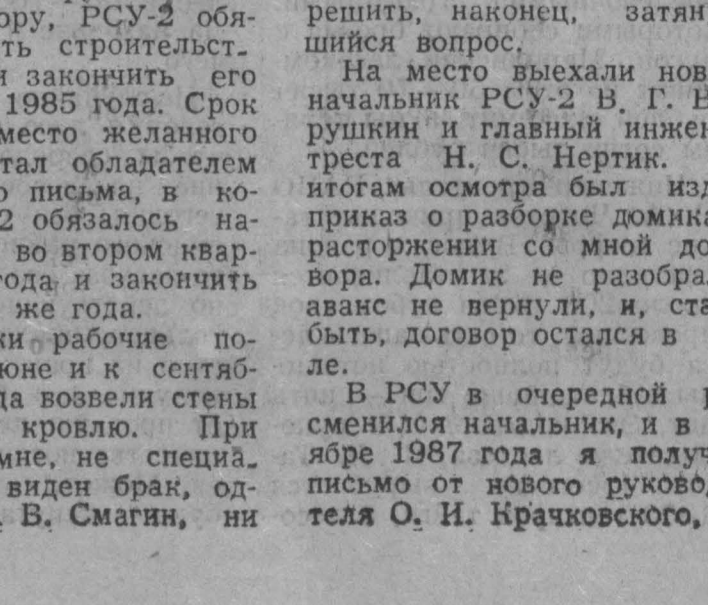 ору, РСУ-2 обя-
ть строительст-
и закончить его
1985 года. Срок
место желанного
тал обладателем
о письма, в ко-
2 обязалось на-
во втором квар-
года и закончить
же года.
ки рабочие по-
юне и к сентяб-
да возвели стены
кровлю. При
мне, не специа-
виден брак, од-
. В. Смагин, ни
решить, наконец, затян
шийся вопрос.
На место выехали нов
начальник РСУ-2 В. Г. В
рушкин и главный инжен
треста Н. С. Нертик.
итогам осмотра был изд
приказ о разборке домика
расторжении со мной до
вора. Домик не разобрал
аванс не вернули, и, ста
быть, договор остался в
ле.
В РСУ в очередной р
сменился начальник, и в
ябре 1987 года я получ
письмо от нового руковод
теля О. И. Крачковского,